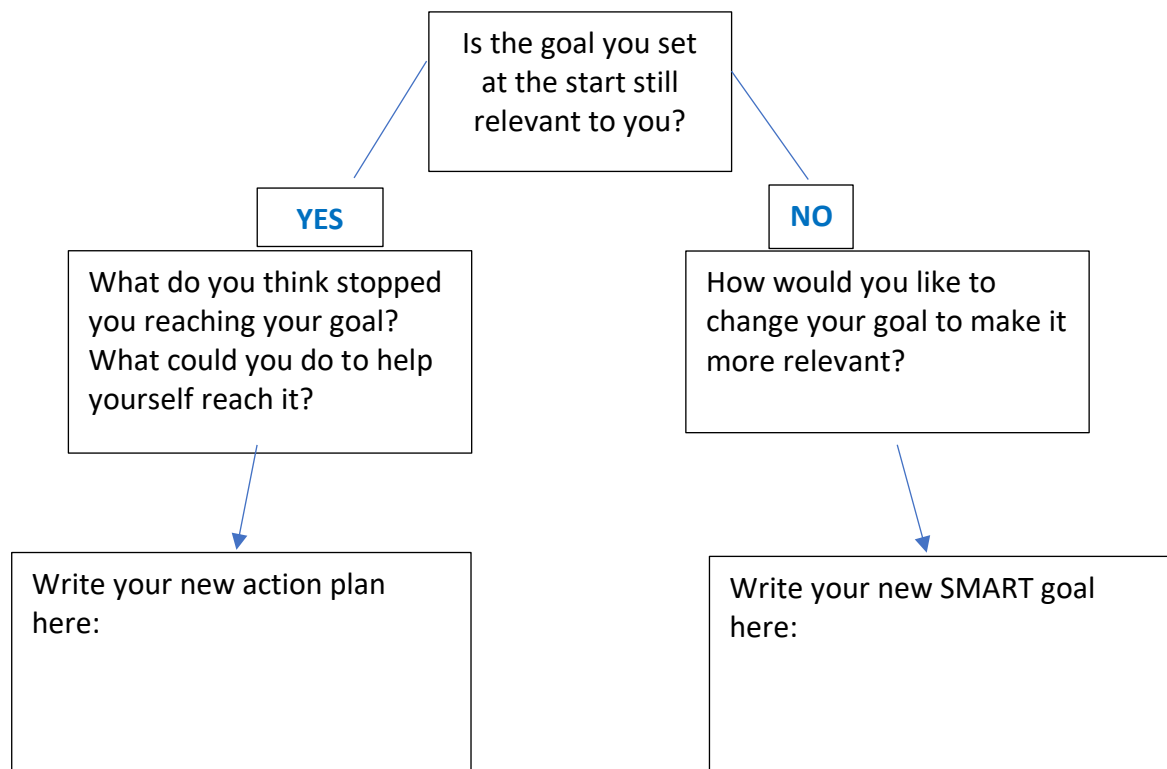 Is the goal you set
at the start still
relevant to you?
YES
What do you think stopped
you reaching your goal?
What could you do to help
yourself reach it?
Write your new action plan
here:
NO
How would you like to
change your goal to make it
more relevant?
Write your new SMART goal
here: